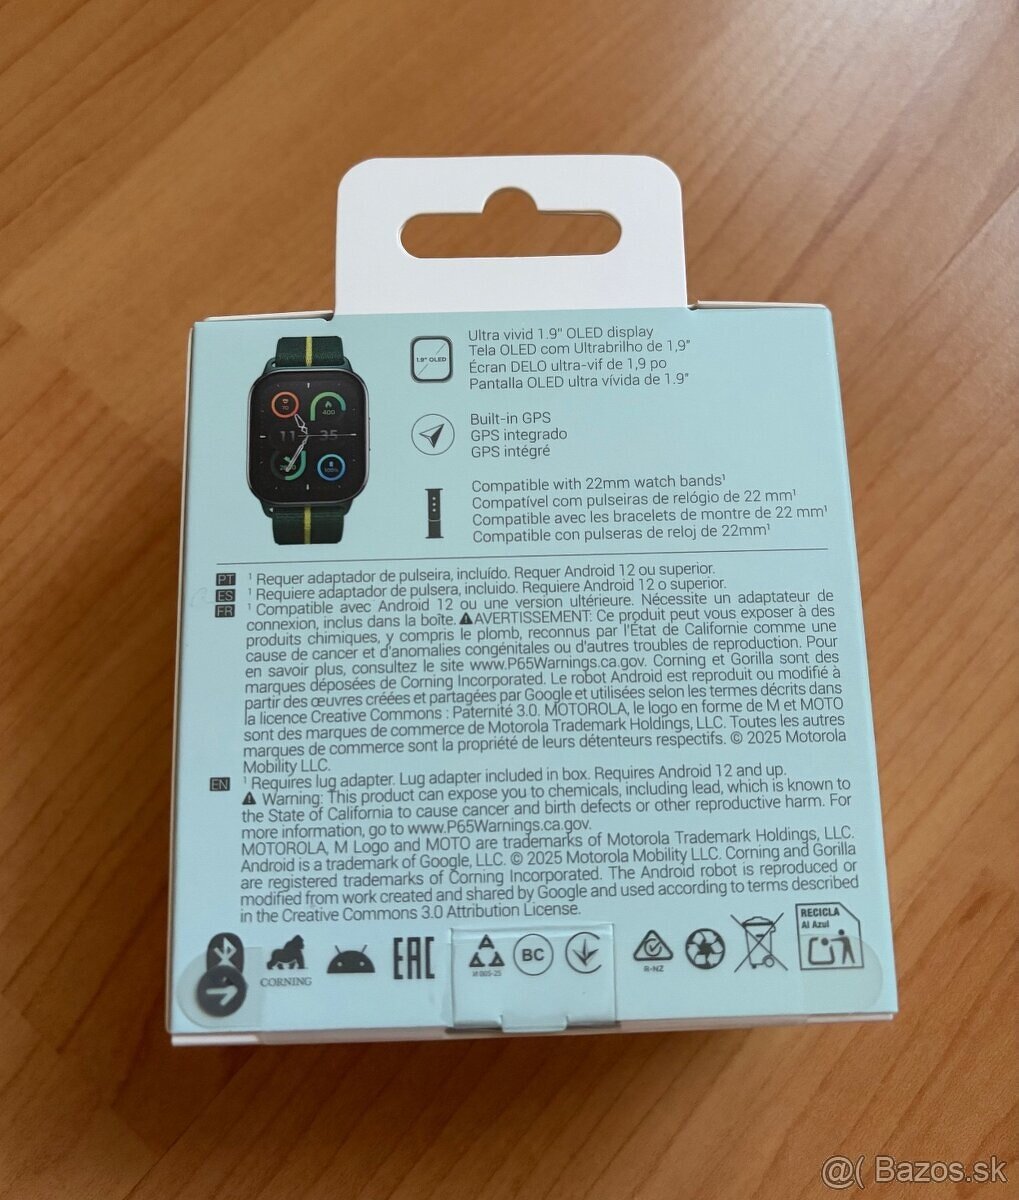 1.9" OLED
Ultra vivid 1.9" OLED display
Tela OLED com Ultrabrilho de 1,9"
Écran DELO ultra-vif de 1,9 po
Pantalla OLED ultra vívida de 1.9"
70
400
11 35
100%
Built-in GPS
GPS integrado
GPS intégré
Compatible with 22mm watch bands¹
Compatível com pulseiras de relógio de 22 mm¹
Compatible avec les bracelets de montre de 22 mm¹
Compatible con pulseras de reloj de 22mm¹
PT ¹ Requer adaptador de pulseira, incluído. Requer Android 12 ou superior.
ES ¹ Requiere adaptador de pulsera, incluido. Requiere Android 12 o superior.
FR ¹ Compatible avec Android 12 ou une version ultérieure. Nécessite un adaptateur de
connexion, inclus dans la boîte. ⚠AVERTISSEMENT: Ce produit peut vous exposer à des
produits chimiques, y compris le plomb, reconnus par l'État de Californie comme une
cause de cancer et d'anomalies congénitales ou d'autres troubles de reproduction. Pour
en savoir plus, consultez le site www.P65Warnings.ca.gov. Corning et Gorilla sont des
marques déposées de Corning Incorporated. Le robot Android est reproduit ou modifié à
partir des œuvres créées et partagées par Google et utilisées selon les termes décrits dans
la licence Creative Commons : Paternité 3.0. MOTOROLA, le logo en forme de M et MOTO
sont des marques de commerce de Motorola Trademark Holdings, LLC. Toutes les autres
marques de commerce sont la propriété de leurs détenteurs respectifs. © 2025 Motorola
Mobility LLC.
EN ¹ Requires lug adapter. Lug adapter included in box. Requires Android 12 and up.
⚠ Warning: This product can expose you to chemicals, including lead, which is known to
the State of California to cause cancer and birth defects or other reproductive harm. For
more information, go to www.P65Warnings.ca.gov.
MOTOROLA, M Logo and MOTO are trademarks of Motorola Trademark Holdings, LLC.
Android is a trademark of Google, LLC. © 2025 Motorola Mobility LLC. Corning and Gorilla
are registered trademarks of Corning Incorporated. The Android robot is reproduced or
modified from work created and shared by Google and used according to terms described
in the Creative Commons 3.0 Attribution License.
CORNING
EAC
И 005-25
BC
R-NZ
RECICLA
Al Azul
@( Bazos.sk